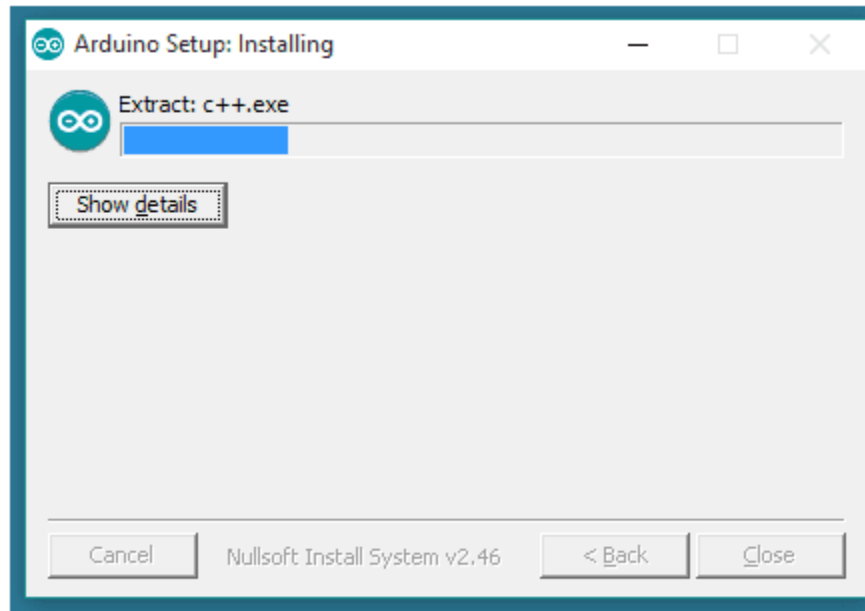 Arduino Setup: Installing
Extract: c++.exe
Show details
Cancel
Nullsoft Install System v2.46
< Back
Close